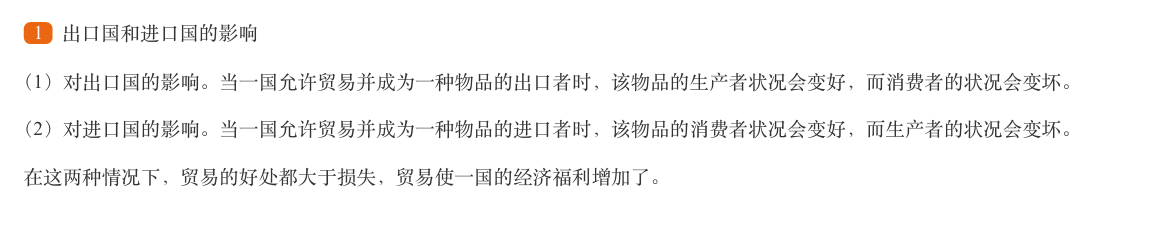 1 出口国和进口国的影响
（1）对出口国的影响。当一国允许贸易并成为一种物品的出口者时，该物品的生产者状况会变好，而消费者的状况会变坏。
（2）对进口国的影响。当一国允许贸易并成为一种物品的进口者时，该物品的消费者状况会变好，而生产者的状况会变坏。
在这两种情况下，贸易的好处都大于损失，贸易使一国的经济福利增加了。